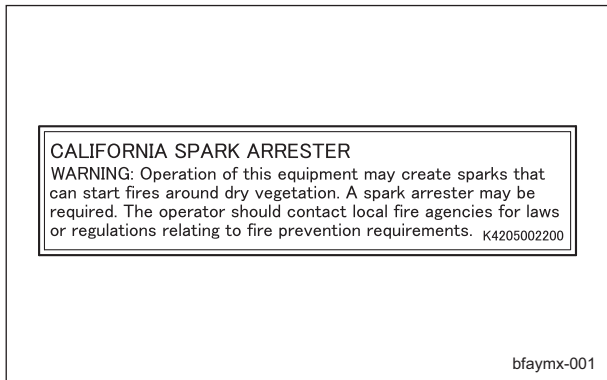 CALIFORNIA SPARK ARRESTER
WARNING: Operation of this equipment may create sparks that
can start fires around dry vegetation. A spark arrester may be
required. The operator should contact local fire agencies for laws
or regulations relating to fire prevention requirements. K4205002200
bfaymx-001